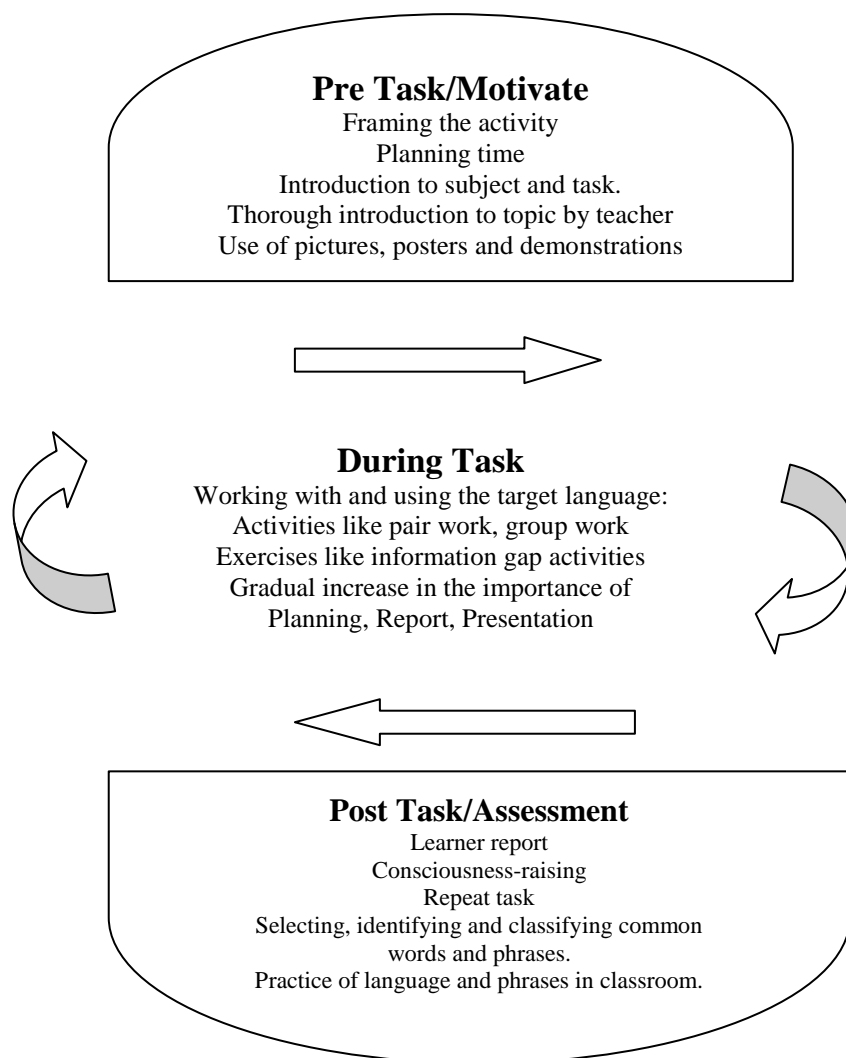 Pre Task/Motivate
Framing the activity
Planning time
Introduction to subject and task.
Thorough introduction to topic by teacher
Use of pictures, posters and demonstrations
During Task
Working with and using the target language:
Activities like pair work, group work
Exercises like information gap activities
Gradual increase in the importance of
Planning, Report, Presentation
Post Task/Assessment
Learner report
Consciousness-raising
Repeat task
Selecting, identifying and classifying common
words and phrases.
Practice of language and phrases in classroom.